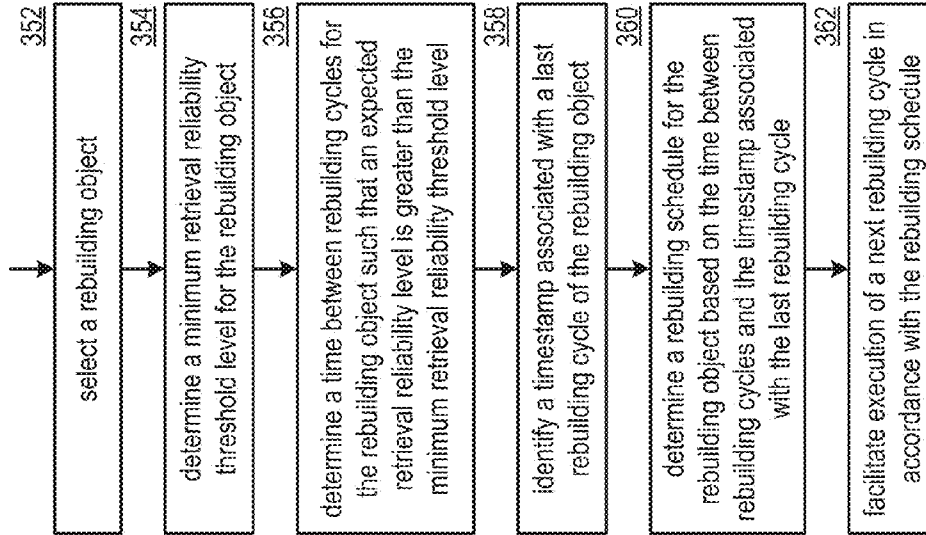 352
select a rebuilding object
354
determine a minimum retrieval reliability
threshold level for the rebuilding object
356
determine a time between rebuilding cycles for
the rebuilding object such that an expected
retrieval reliability level is greater than the
minimum retrieval reliability threshold level
358
identify a timestamp associated with a last
rebuilding cycle of the rebuilding object
360
determine a rebuilding schedule for the
rebuilding object based on the time between
rebuilding cycles and the timestamp associated
with the last rebuilding cycle
362
facilitate execution of a next rebuilding cycle in
accordance with the rebuilding schedule